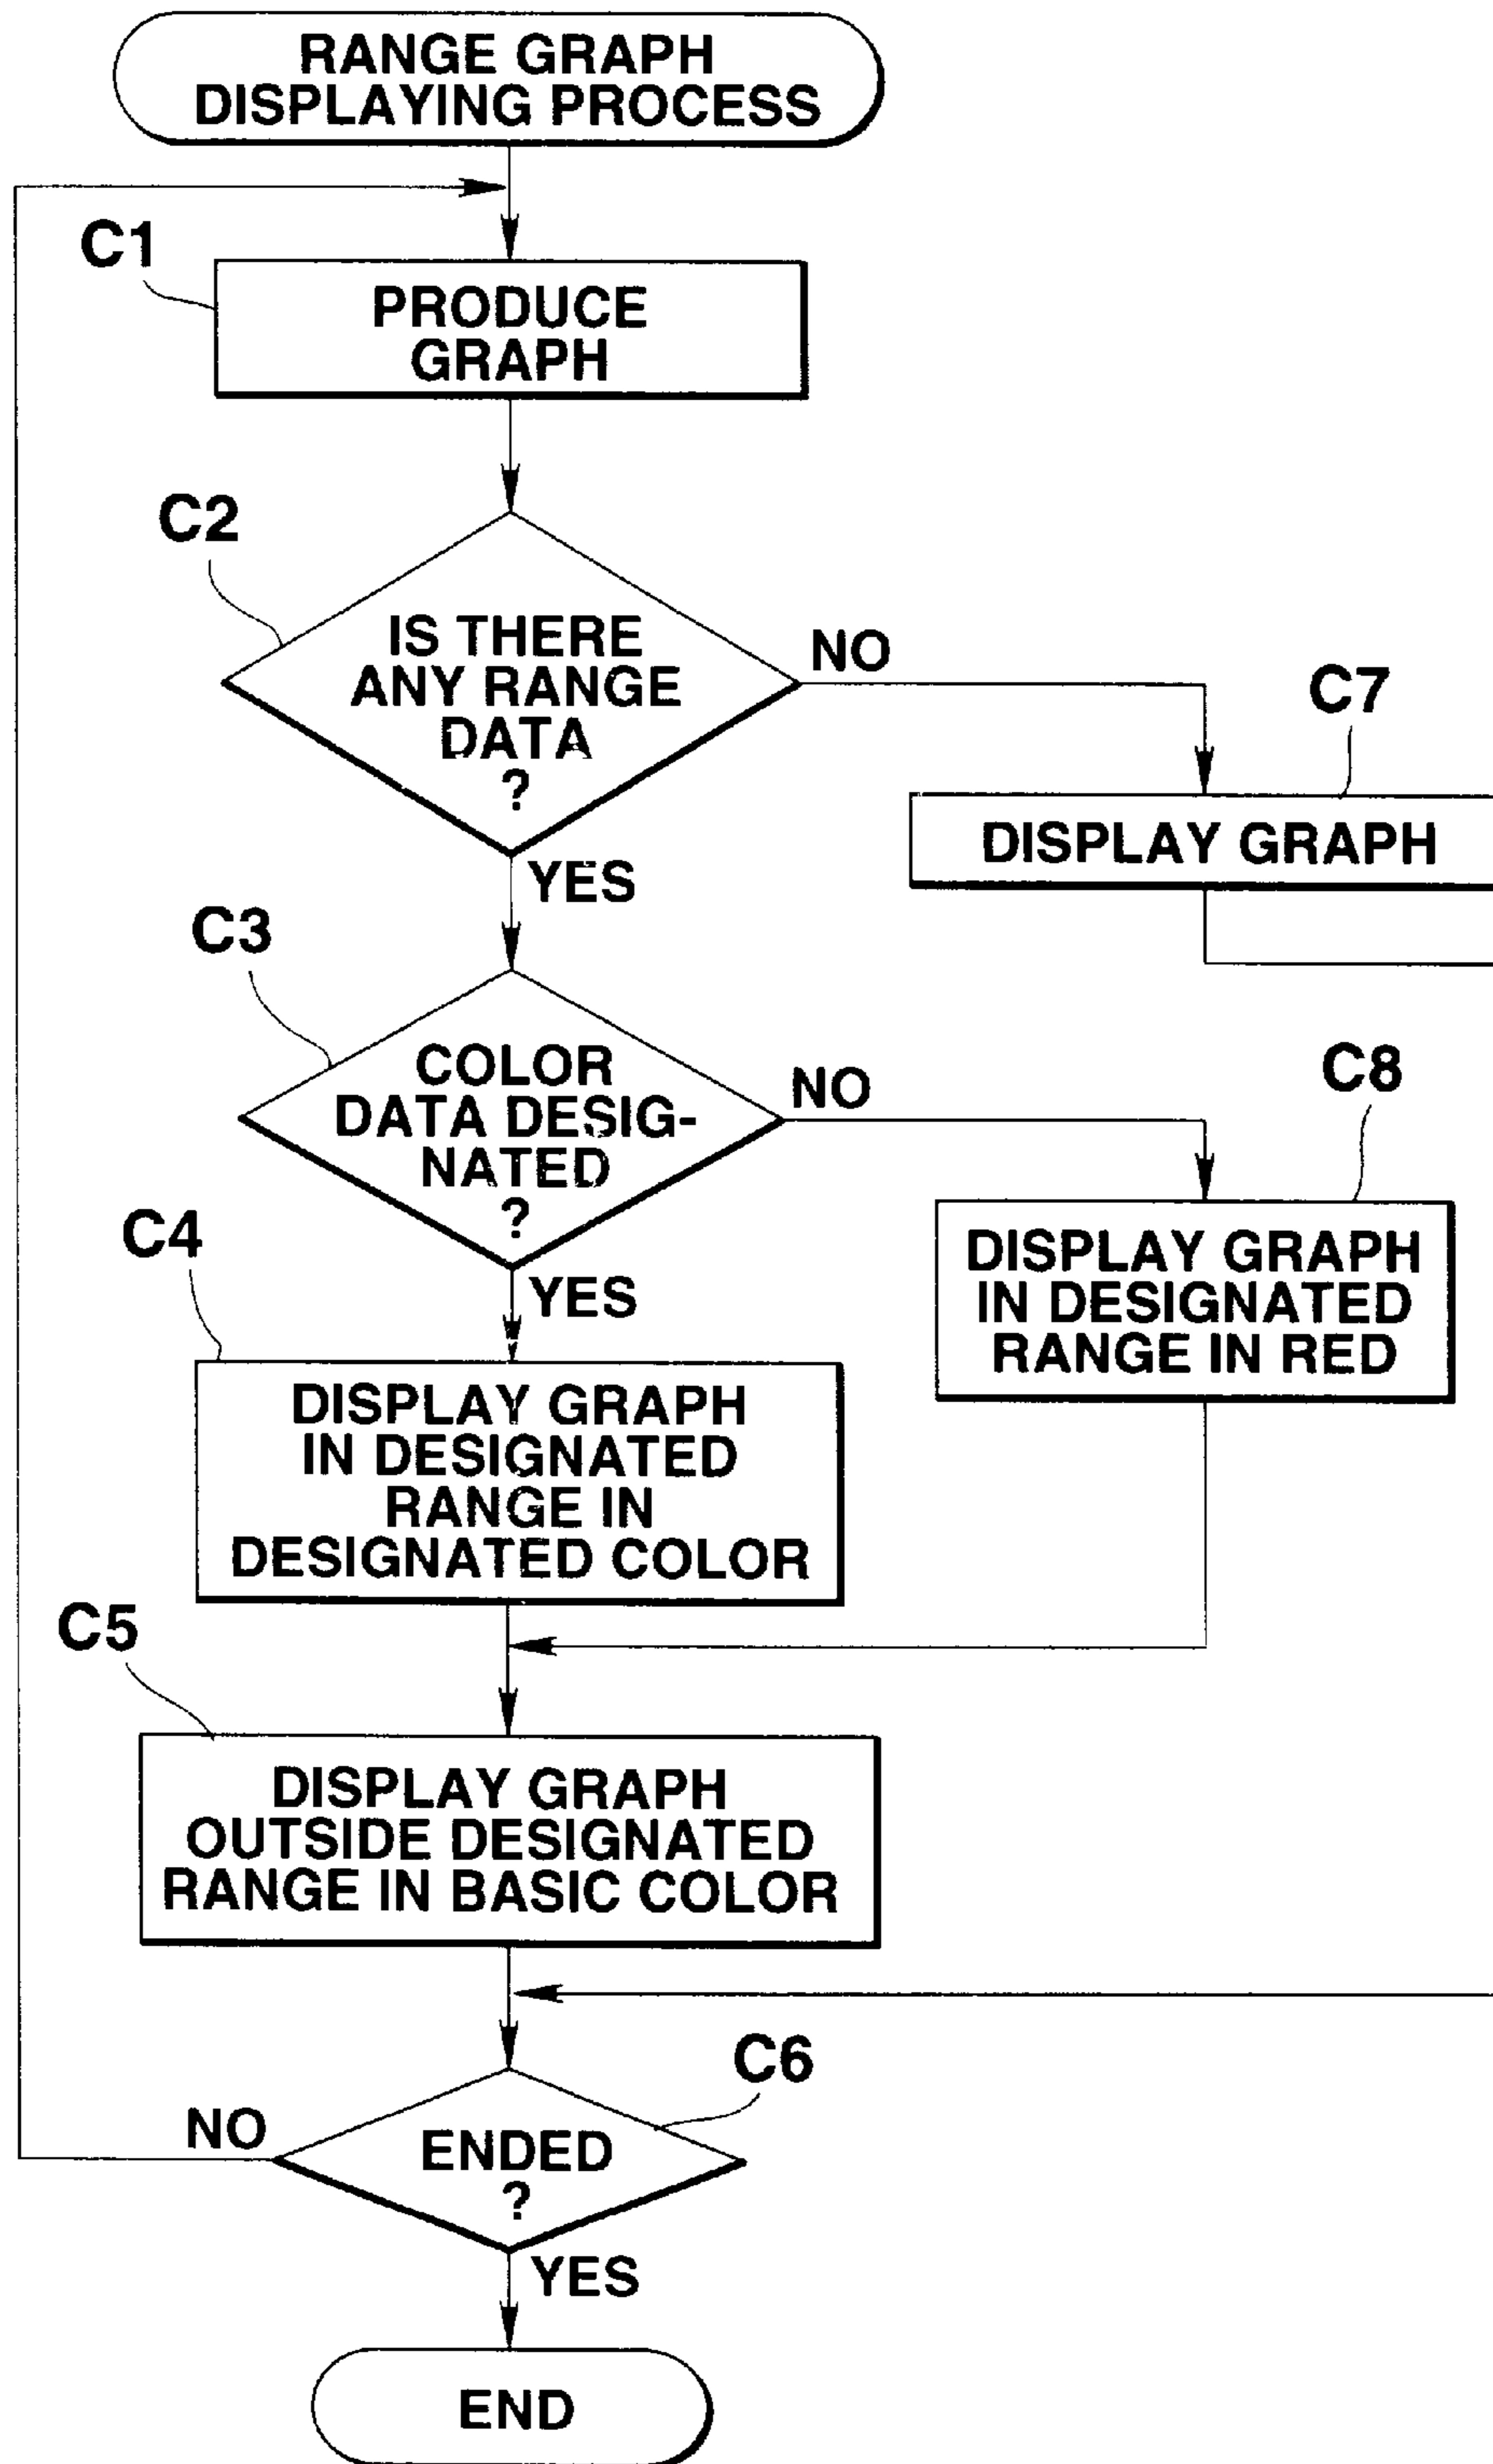 RANGE GRAPH
DISPLAYING PROCESS
C1
PRODUCE
GRAPH
C2
IS THERE
ANY RANGE
DATA
?
NO
YES
C7
DISPLAY GRAPH
C3
COLOR
DATA DESIG-
NATED
?
NO
YES
C8
DISPLAY GRAPH
IN DESIGNATED
RANGE IN RED
C4
DISPLAY GRAPH
IN DESIGNATED
RANGE IN
DESIGNATED COLOR
C5
DISPLAY GRAPH
OUTSIDE DESIGNATED
RANGE IN BASIC COLOR
C6
ENDED
?
NO
YES
END